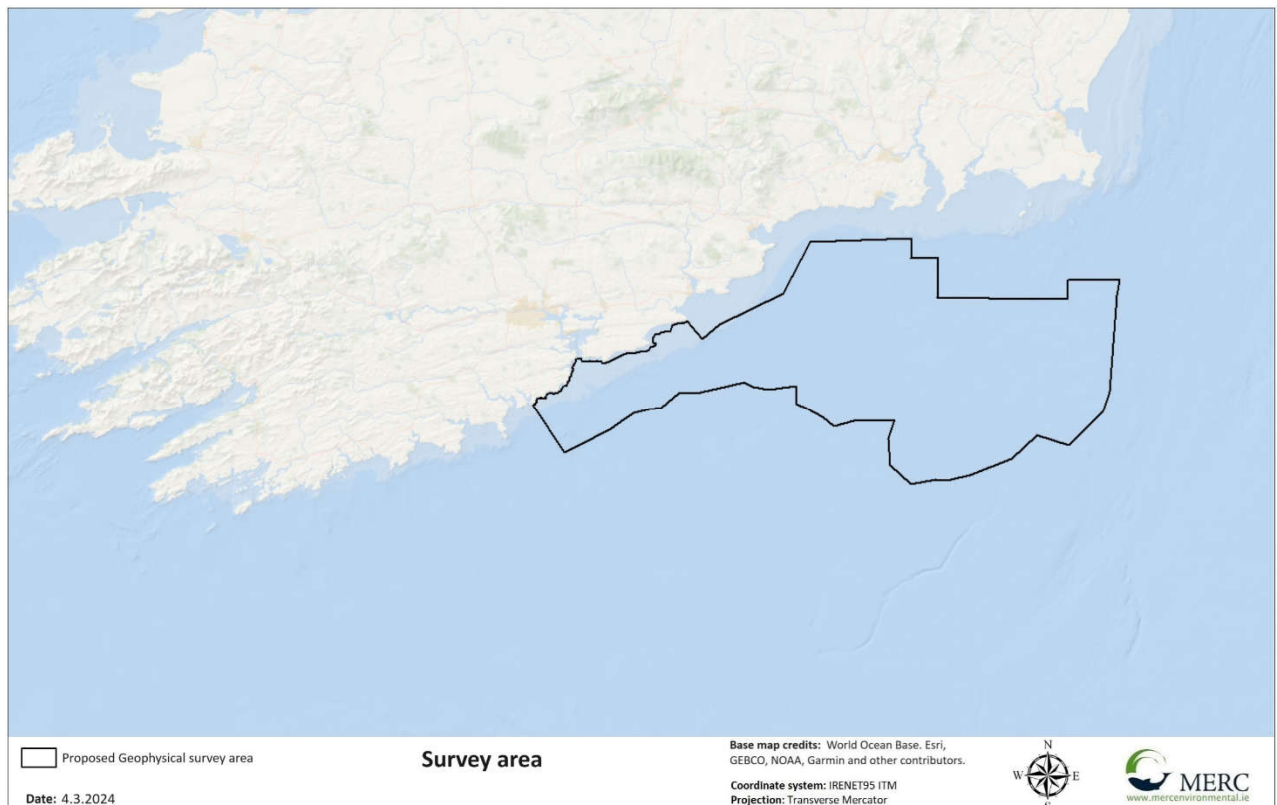 Proposed Geophysical survey area
Date: 4.3.2024
Survey area
Base map credits: World Ocean Base. Esri,
GEBCO, NOAA, Garmin and other contributors.
Coordinate system: IRENET95 ITM
Projection: Transverse Mercator
N
W E
S
MERC
www.mercenvironmental.ie